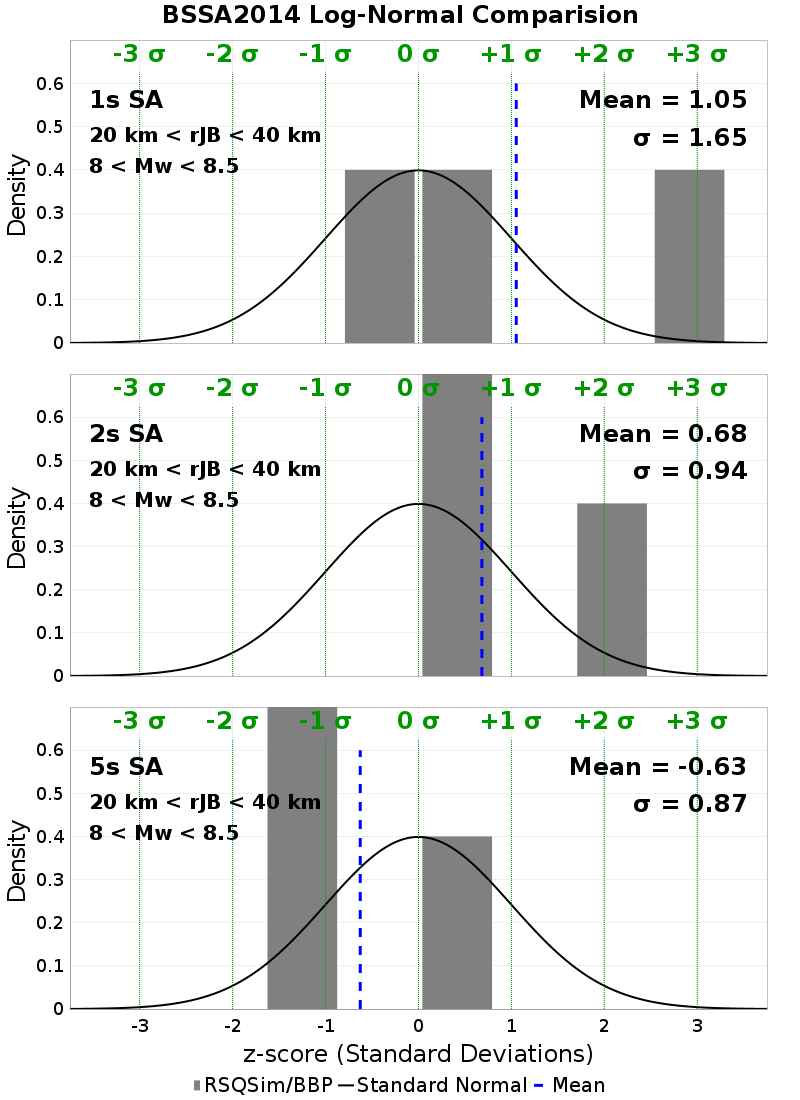 BSSA2014 Log-Normal Comparision
-3 σ -2 σ -1 σ 0 σ +1 σ +2 σ +3 σ
1s SA Mean = 1.05
20 km < rJB < 40 km σ = 1.65
8 < Mw < 8.5
Density
0.6
0.5
0.4
0.3
0.2
0.1
0
-3 σ -2 σ -1 σ 0 σ +1 σ +2 σ +3 σ
2s SA Mean = 0.68
20 km < rJB < 40 km σ = 0.94
8 < Mw < 8.5
Density
0.6
0.5
0.4
0.3
0.2
0.1
0
-3 σ -2 σ -1 σ 0 σ +1 σ +2 σ +3 σ
5s SA Mean = -0.63
20 km < rJB < 40 km σ = 0.87
8 < Mw < 8.5
Density
0.6
0.5
0.4
0.3
0.2
0.1
0
-3 -2 -1 0 1 2 3
z-score (Standard Deviations)
RSQSim/BBP Standard Normal Mean